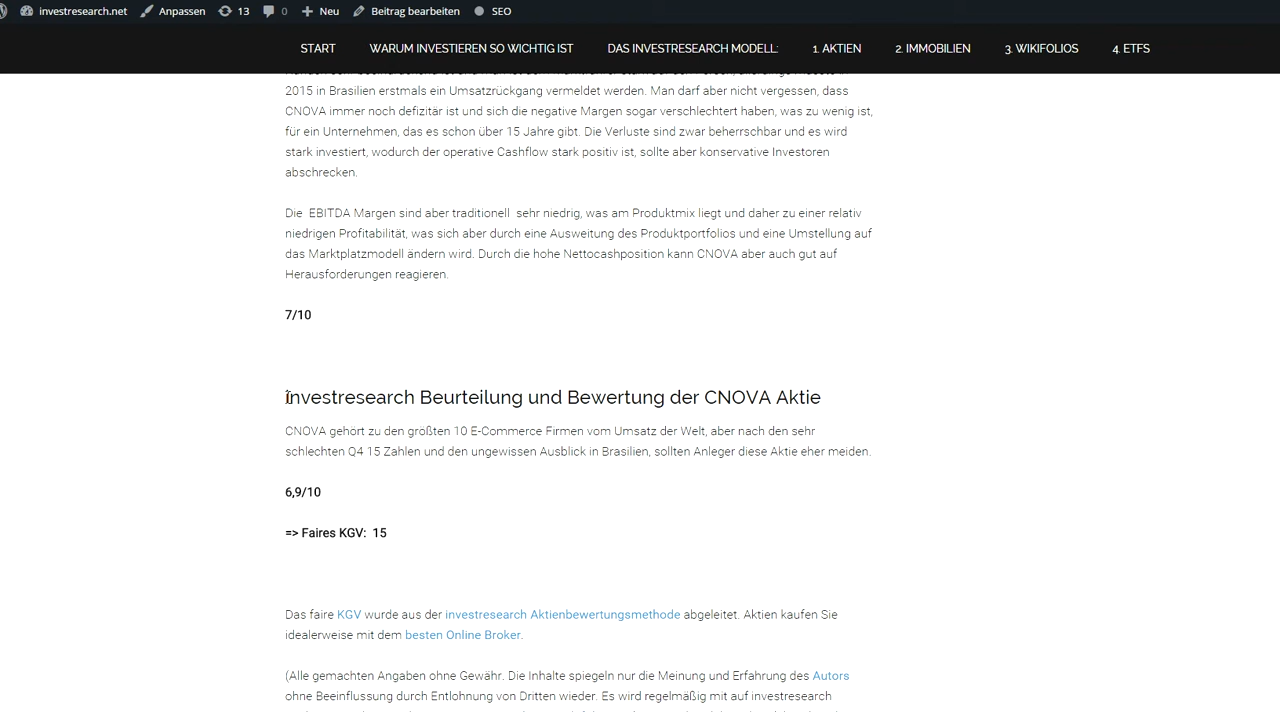 investresearch.net Anpassen 13 0 Neu Beitrag bearbeiten SEO
START WARUM INVESTIEREN SO WICHTIG IST DAS INVESTRESEARCH MODELL: 1. AKTIEN 2. IMMOBILIEN 3. WIKIFOLIOS 4. ETFS
2015 in Brasilien erstmals ein Umsatzrückgang vermeldet werden. Man darf aber nicht vergessen, dass
CNOVA immer noch defizitär ist und sich die negative Margen sogar verschlechtert haben, was zu wenig ist,
für ein Unternehmen, das es schon über 15 Jahre gibt. Die Verluste sind zwar beherrschbar und es wird
stark investiert, wodurch der operative Cashflow stark positiv ist, sollte aber konservative Investoren
abschrecken.
Die EBITDA Margen sind aber traditionell sehr niedrig, was am Produktmix liegt und daher zu einer relativ
niedrigen Profitabilität, was sich aber durch eine Ausweitung des Produktportfolios und eine Umstellung auf
das Marktplatzmodell ändern wird. Durch die hohe Nettocashposition kann CNOVA aber auch gut auf
Herausforderungen reagieren.
7/10
investresearch Beurteilung und Bewertung der CNOVA Aktie
CNOVA gehört zu den größten 10 E-Commerce Firmen vom Umsatz der Welt, aber nach den sehr
schlechten Q4 15 Zahlen und den ungewissen Ausblick in Brasilien, sollten Anleger diese Aktie eher meiden.
6,9/10
=> Faires KGV: 15
Das faire KGV wurde aus der investresearch Aktienbewertungsmethode abgeleitet. Aktien kaufen Sie
idealerweise mit dem besten Online Broker.
(Alle gemachten Angaben ohne Gewähr. Die Inhalte spiegeln nur die Meinung und Erfahrung des Autors
ohne Beeinflussung durch Entlohnung von Dritten wieder. Es wird regelmäßig mit auf investresearch